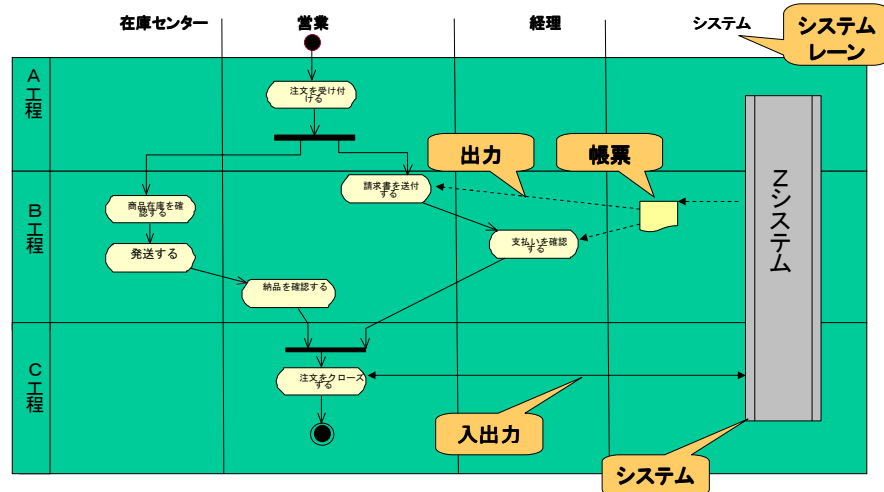 在庫センター
営業
経理
システム
システム
レーン
A工程
注文を受け付
ける
出力
帳票
Zシステム
B工程
請求書を送付
する
商品在庫を確
認する
支払いを確認
する
発送する
納品を確認する
C工程
注文をクローズ
する
入出力
システム